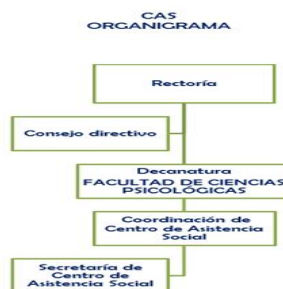 CAS
ORGANIGRAMA
Rectoría
Consejo directivo
Decanatura
FACULTAD DE CIENCIAS
PSICOLÓGICAS
Coordinación de
Centro de Asistencia
Social
Secretaría de
Centro de
Asistencia Social